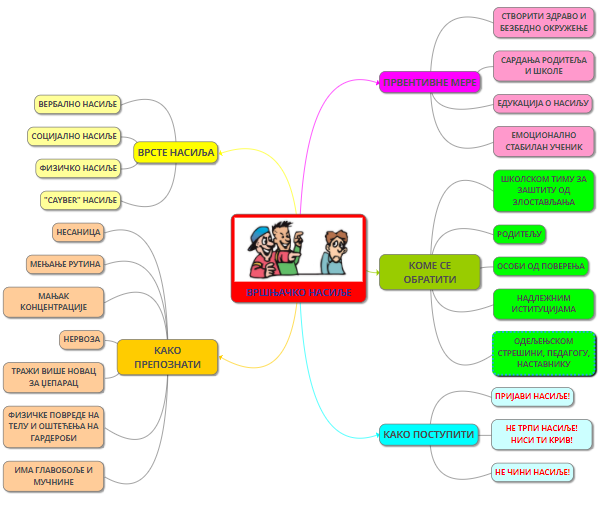 ВРШЊАЧКО НАСИЉЕ
ПРВЕНТИВНЕ МЕРЕ
СТВОРИТИ ЗДРАВО И
БЕЗБЕДНО ОКРУЖЕЊЕ
САРДАЊА РОДИТЕЉА
И ШКОЛЕ
ЕДУКАЦИЈА О НАСИЉУ
ЕМОЦИОНАЛНО
СТАБИЛАН УЧЕНИК
КОМЕ СЕ
ОБРАТИТИ
ШКОЛСКОМ ТИМУ ЗА
ЗАШТИТУ ОД
ЗЛОСТАВЉАЊА
РОДИТЕЉУ
ОСОБИ ОД ПОВЕРЕЊА
НАДЛЕЖНИМ
ИСТИТУЦИЈАМА
ОДЕЉЕЊСКОМ
СТРЕШИНИ, ПЕДАГОГУ,
НАСТАВНИКУ
КАКО ПОСТУПИТИ
ПРИЈАВИ НАСИЉЕ!
НЕ ТРПИ НАСИЉЕ!
НИСИ ТИ КРИВ!
НЕ ЧИНИ НАСИЉЕ!
ВРСТЕ НАСИЉА
ВЕРБАЛНО НАСИЉЕ
СОЦИЈАЛНО НАСИЉЕ
ФИЗИЧКО НАСИЉЕ
"CAYBER" НАСИЉЕ
КАКО
ПРЕПОЗНАТИ
НЕСАНИЦА
МЕЊАЊЕ РУТИНА
МАЊАК
КОНЦЕНТРАЦИЈЕ
НЕРВОЗА
ТРАЖИ ВИШЕ НОВАЦ
ЗА ЏЕПАРАЦ
ФИЗИЧКЕ ПОВРЕДЕ НА
ТЕЛУ И ОШТЕЋЕЊА НА
ГАРДЕРОБИ
ИМА ГЛАВОБОЉЕ И
МУЧНИНЕ